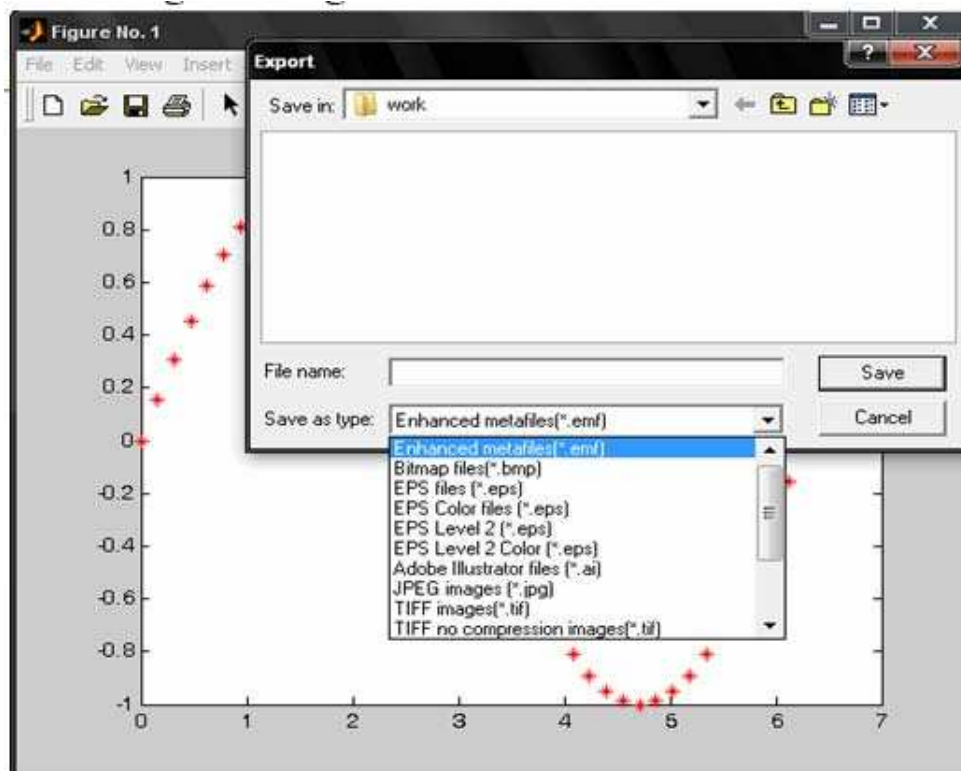 Figure No. 1
File Edit View Insert
Export
Save in: work
File name:
Save
Save as type: Enhanced metafiles(*.emf)
Cancel
Enhanced metafiles(*.emf)
Bitmap files(*.bmp)
EPS files (*.eps)
EPS Color files (*.eps)
EPS Level 2 (*.eps)
EPS Level 2 Color (*.eps)
Adobe Illustrator files (*.ai)
JPEG images (*.jpg)
TIFF images(*.tif)
TIFF no compression images(*.tif)
1
0.8
0.6
0.4
0.2
0
-0.2
-0.4
-0.6
-0.8
-1
0 1 2 3 4 5 6 7